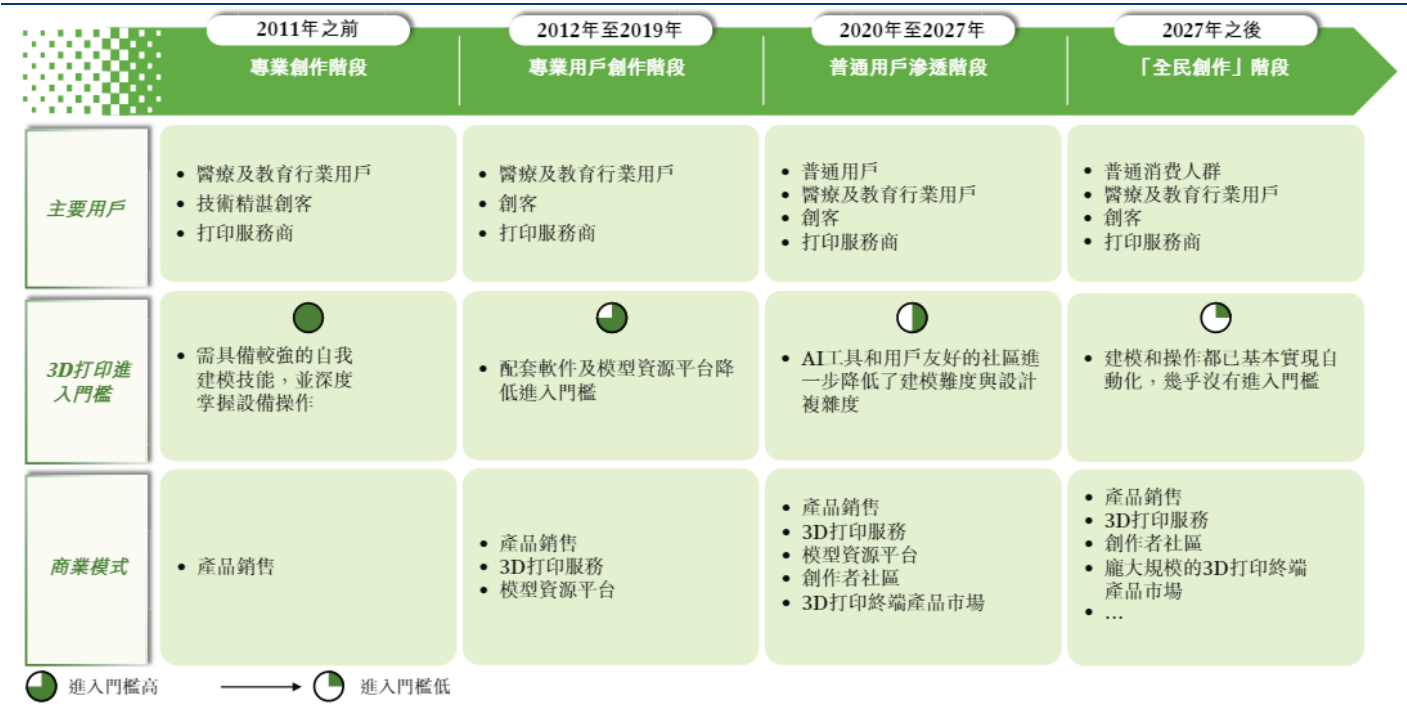 2011年之前
專業創作階段
2012年至2019年
專業用戶創作階段
2020年至2027年
普通用戶滲透階段
2027年之後
「全民創作」階段
主要用戶
• 醫療及教育行業用戶
• 技術精湛創客
• 打印服務商
• 醫療及教育行業用戶
• 創客
• 打印服務商
• 普通用戶
• 醫療及教育行業用戶
• 創客
• 打印服務商
• 普通消費人群
• 醫療及教育行業用戶
• 創客
• 打印服務商
3D打印進
入門檻
• 需具備較強的自我
建模技能，並深度
掌握設備操作
• 配套軟件及模型資源平台降
低進入門檻
• AI工具和用戶友好的社區進
一步降低了建模難度與設計
複雜度
• 建模和操作都已基本實現自
動化，幾乎沒有進入門檻
商業模式
• 產品銷售
• 產品銷售
• 3D打印服務
• 模型資源平台
• 產品銷售
• 3D打印服務
• 模型資源平台
• 創作者社區
• 3D打印終端產品市場
• 產品銷售
• 3D打印服務
• 創作者社區
• 龐大規模的3D打印終端
產品市場
• …
進入門檻高
進入門檻低